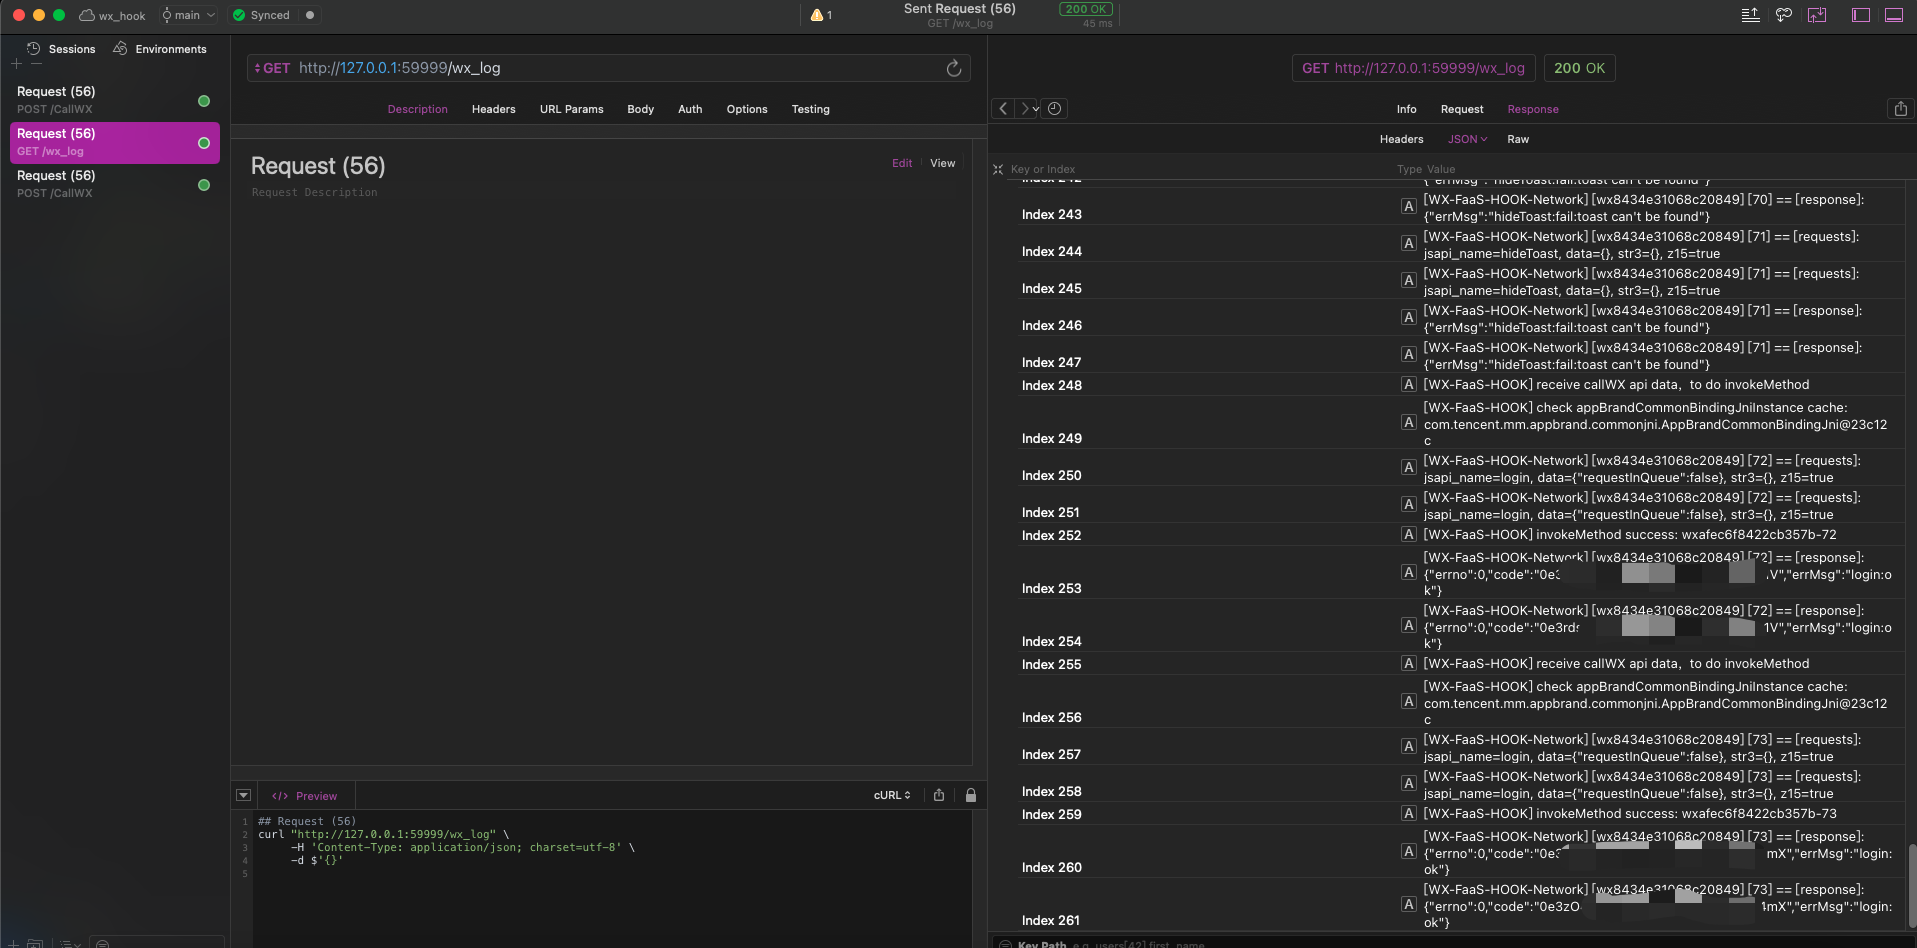 wx_hook
main
Synced
1
Sent Request (56)
GET /wx_log
200 OK
45 ms
Sessions
Environments
Request (56)
POST /CallWX
Request (56)
GET /wx_log
Request (56)
POST /CallWX
GET http://127.0.0.1:59999/wx_log
Description Headers URL Params Body Auth Options Testing
Request (56)
Edit View
Request Description
</> Preview
cURL
1 ## Request (56)
2 curl "http://127.0.0.1:59999/wx_log" \
3 -H 'Content-Type: application/json; charset=utf-8' \
4 -d $'{}'
5
GET http://127.0.0.1:59999/wx_log
200 OK
Info Request Response
Headers JSON Raw
Key or Index Type Value
{"errMsg":"hideToast:fail:toast can't be found"}
Index 243
A [WX-FaaS-HOOK-Network] [wx8434e31068c20849] [70] == [response]:
{"errMsg":"hideToast:fail:toast can't be found"}
Index 244
A [WX-FaaS-HOOK-Network] [wx8434e31068c20849] [71] == [requests]:
jsapi_name=hideToast, data={}, str3={}, z15=true
Index 245
A [WX-FaaS-HOOK-Network] [wx8434e31068c20849] [71] == [requests]:
jsapi_name=hideToast, data={}, str3={}, z15=true
Index 246
A [WX-FaaS-HOOK-Network] [wx8434e31068c20849] [71] == [response]:
{"errMsg":"hideToast:fail:toast can't be found"}
Index 247
A [WX-FaaS-HOOK-Network] [wx8434e31068c20849] [71] == [response]:
{"errMsg":"hideToast:fail:toast can't be found"}
Index 248
A [WX-FaaS-HOOK] receive callWX api data，to do invokeMethod
Index 249
A [WX-FaaS-HOOK] check appBrandCommonBindingJniInstance cache:
com.tencent.mm.appbrand.commonjni.AppBrandCommonBindingJni@23c12
c
Index 250
A [WX-FaaS-HOOK-Network] [wx8434e31068c20849] [72] == [requests]:
jsapi_name=login, data={"requestInQueue":false}, str3={}, z15=true
Index 251
A [WX-FaaS-HOOK-Network] [wx8434e31068c20849] [72] == [requests]:
jsapi_name=login, data={"requestInQueue":false}, str3={}, z15=true
Index 252
A [WX-FaaS-HOOK] invokeMethod success: wxafec6f8422cb357b-72
Index 253
A [WX-FaaS-HOOK-Network] [wx8434e31068c20849] [72] == [response]:
{"errno":0,"code":"0e3 V","errMsg":"login:o
k"}
Index 254
A [WX-FaaS-HOOK-Network] [wx8434e31068c20849] [72] == [response]:
{"errno":0,"code":"0e3rd 1V","errMsg":"login:o
k"}
Index 255
A [WX-FaaS-HOOK] receive callWX api data，to do invokeMethod
Index 256
A [WX-FaaS-HOOK] check appBrandCommonBindingJniInstance cache:
com.tencent.mm.appbrand.commonjni.AppBrandCommonBindingJni@23c12
c
Index 257
A [WX-FaaS-HOOK-Network] [wx8434e31068c20849] [73] == [requests]:
jsapi_name=login, data={"requestInQueue":false}, str3={}, z15=true
Index 258
A [WX-FaaS-HOOK-Network] [wx8434e31068c20849] [73] == [requests]:
jsapi_name=login, data={"requestInQueue":false}, str3={}, z15=true
Index 259
A [WX-FaaS-HOOK] invokeMethod success: wxafec6f8422cb357b-73
Index 260
A [WX-FaaS-HOOK-Network] [wx8434e31068c20849] [73] == [response]:
{"errno":0,"code":"0e3 mX","errMsg":"login:
ok"}
Index 261
A [WX-FaaS-HOOK-Network] [wx8434e31068c20849] [73] == [response]:
{"errno":0,"code":"0e3zO mX","errMsg":"login:
ok"}
Key Path e.g. users[42].first_name